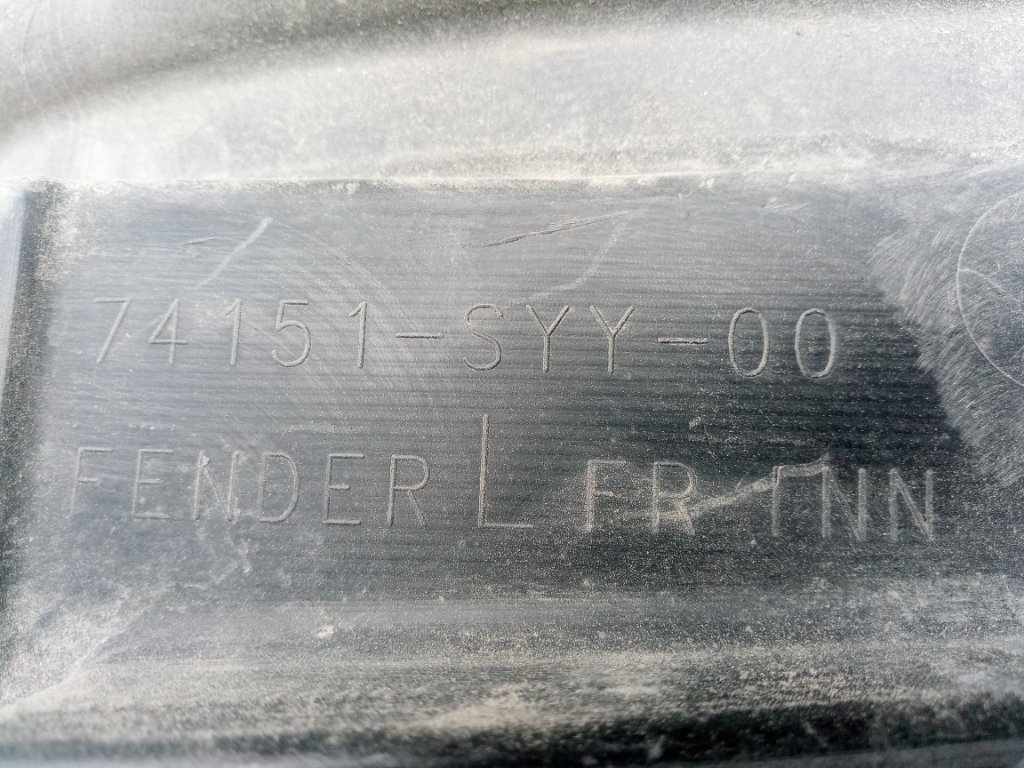 74151-SYY-00
FENDER L FR INN